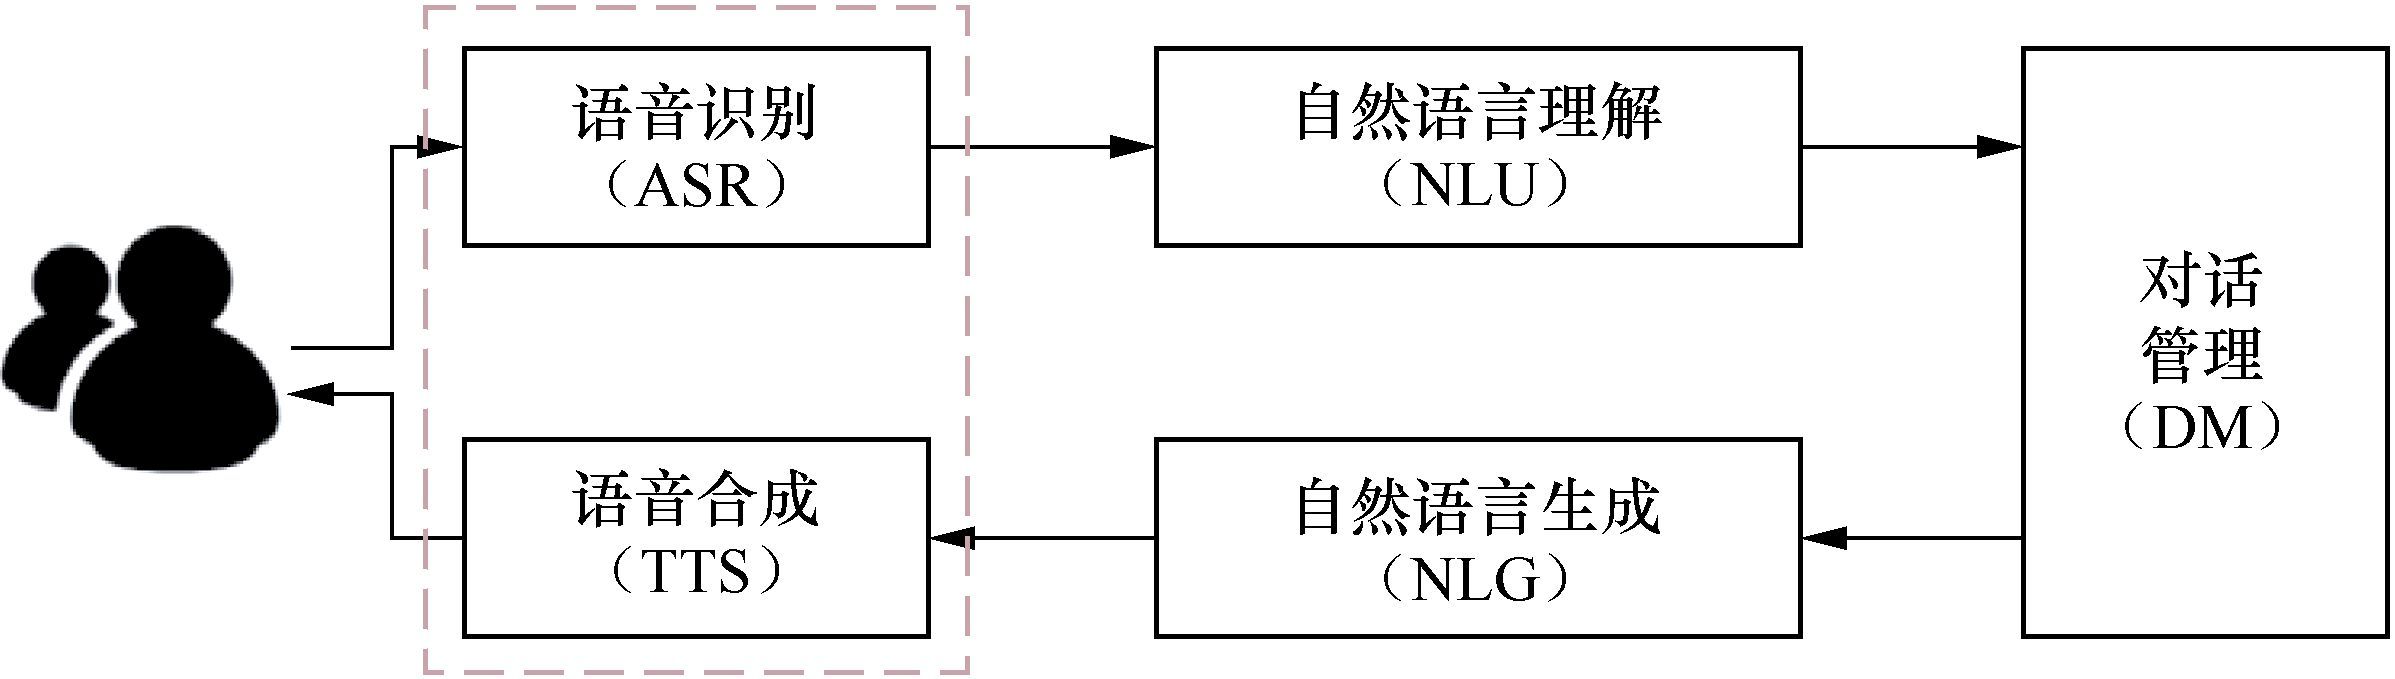 语音识别
（ASR）
自然语言理解
（NLU）
对话
管理
（DM）
语音合成
（TTS）
自然语言生成
（NLG）